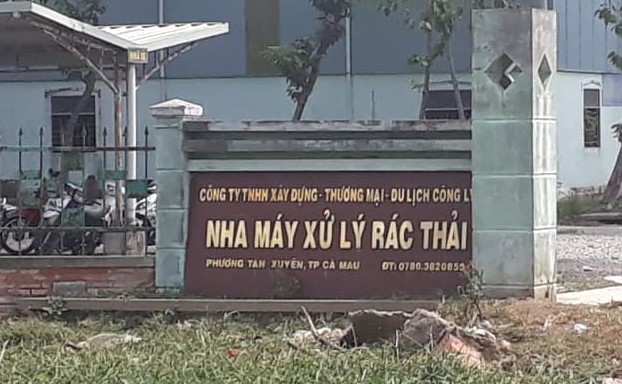 CÔNG TY TNHH XÂY DỰNG - THƯƠNG MẠI - DU LỊCH CÔNG LÝ
NHÀ MÁY XỬ LÝ RÁC THẢI
PHƯỜNG TÂN XUYÊN, TP CÀ MAU ĐT: 0780.3820855